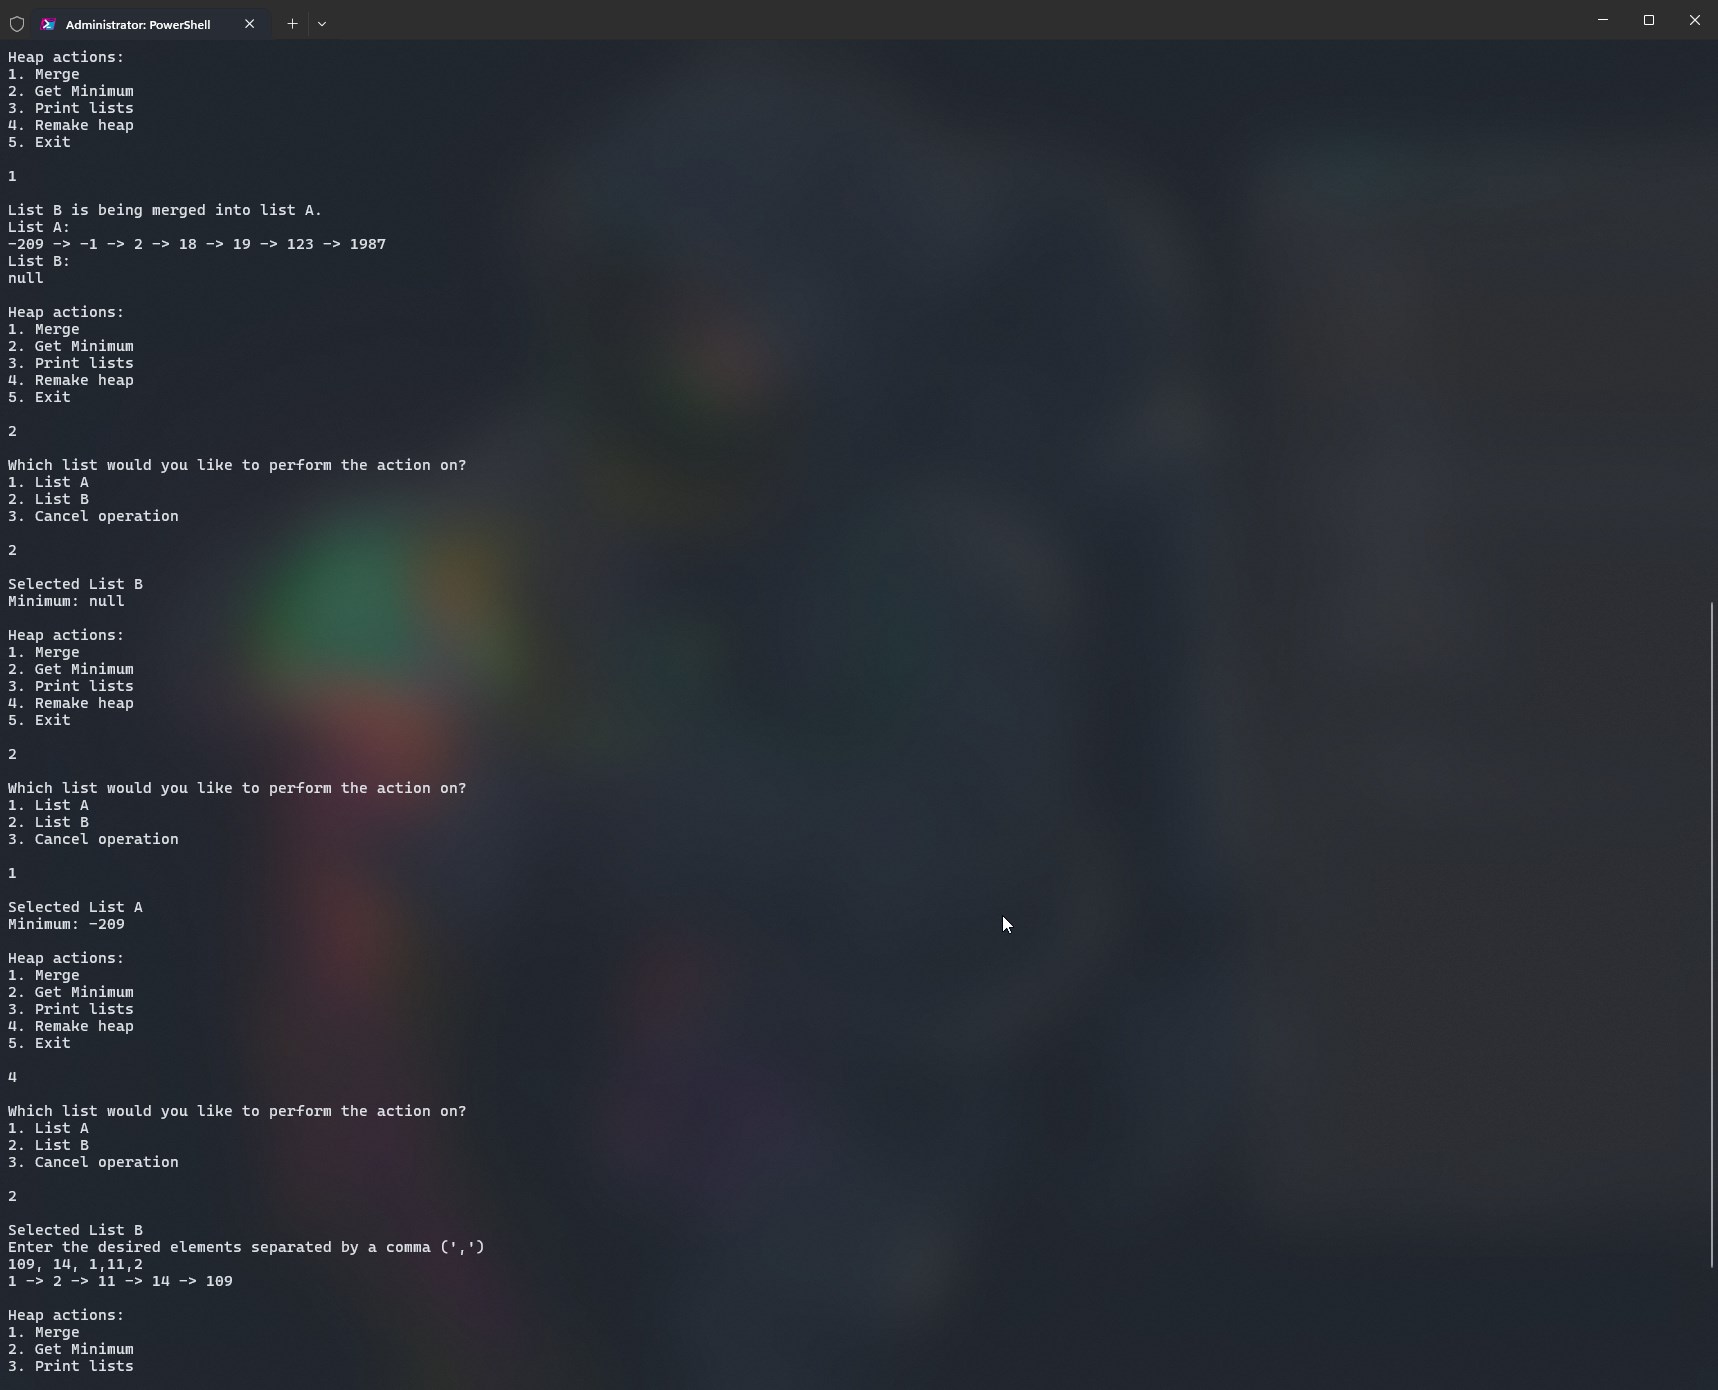 Administrator: PowerShell
Heap actions:
1. Merge
2. Get Minimum
3. Print lists
4. Remake heap
5. Exit
1
List B is being merged into list A.
List A:
-209 -> -1 -> 2 -> 18 -> 19 -> 123 -> 1987
List B:
null
Heap actions:
1. Merge
2. Get Minimum
3. Print lists
4. Remake heap
5. Exit
2
Which list would you like to perform the action on?
1. List A
2. List B
3. Cancel operation
2
Selected List B
Minimum: null
Heap actions:
1. Merge
2. Get Minimum
3. Print lists
4. Remake heap
5. Exit
2
Which list would you like to perform the action on?
1. List A
2. List B
3. Cancel operation
1
Selected List A
Minimum: -209
Heap actions:
1. Merge
2. Get Minimum
3. Print lists
4. Remake heap
5. Exit
4
Which list would you like to perform the action on?
1. List A
2. List B
3. Cancel operation
2
Selected List B
Enter the desired elements separated by a comma (',')
109, 14, 1,11,2
1 -> 2 -> 11 -> 14 -> 109
Heap actions:
1. Merge
2. Get Minimum
3. Print lists